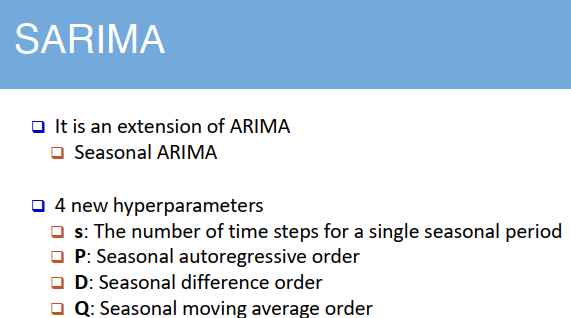 SARIMA
It is an extension of ARIMA
Seasonal ARIMA
4 new hyperparameters
s: The number of time steps for a single seasonal period
P: Seasonal autoregressive order
D: Seasonal difference order
Q: Seasonal moving average order